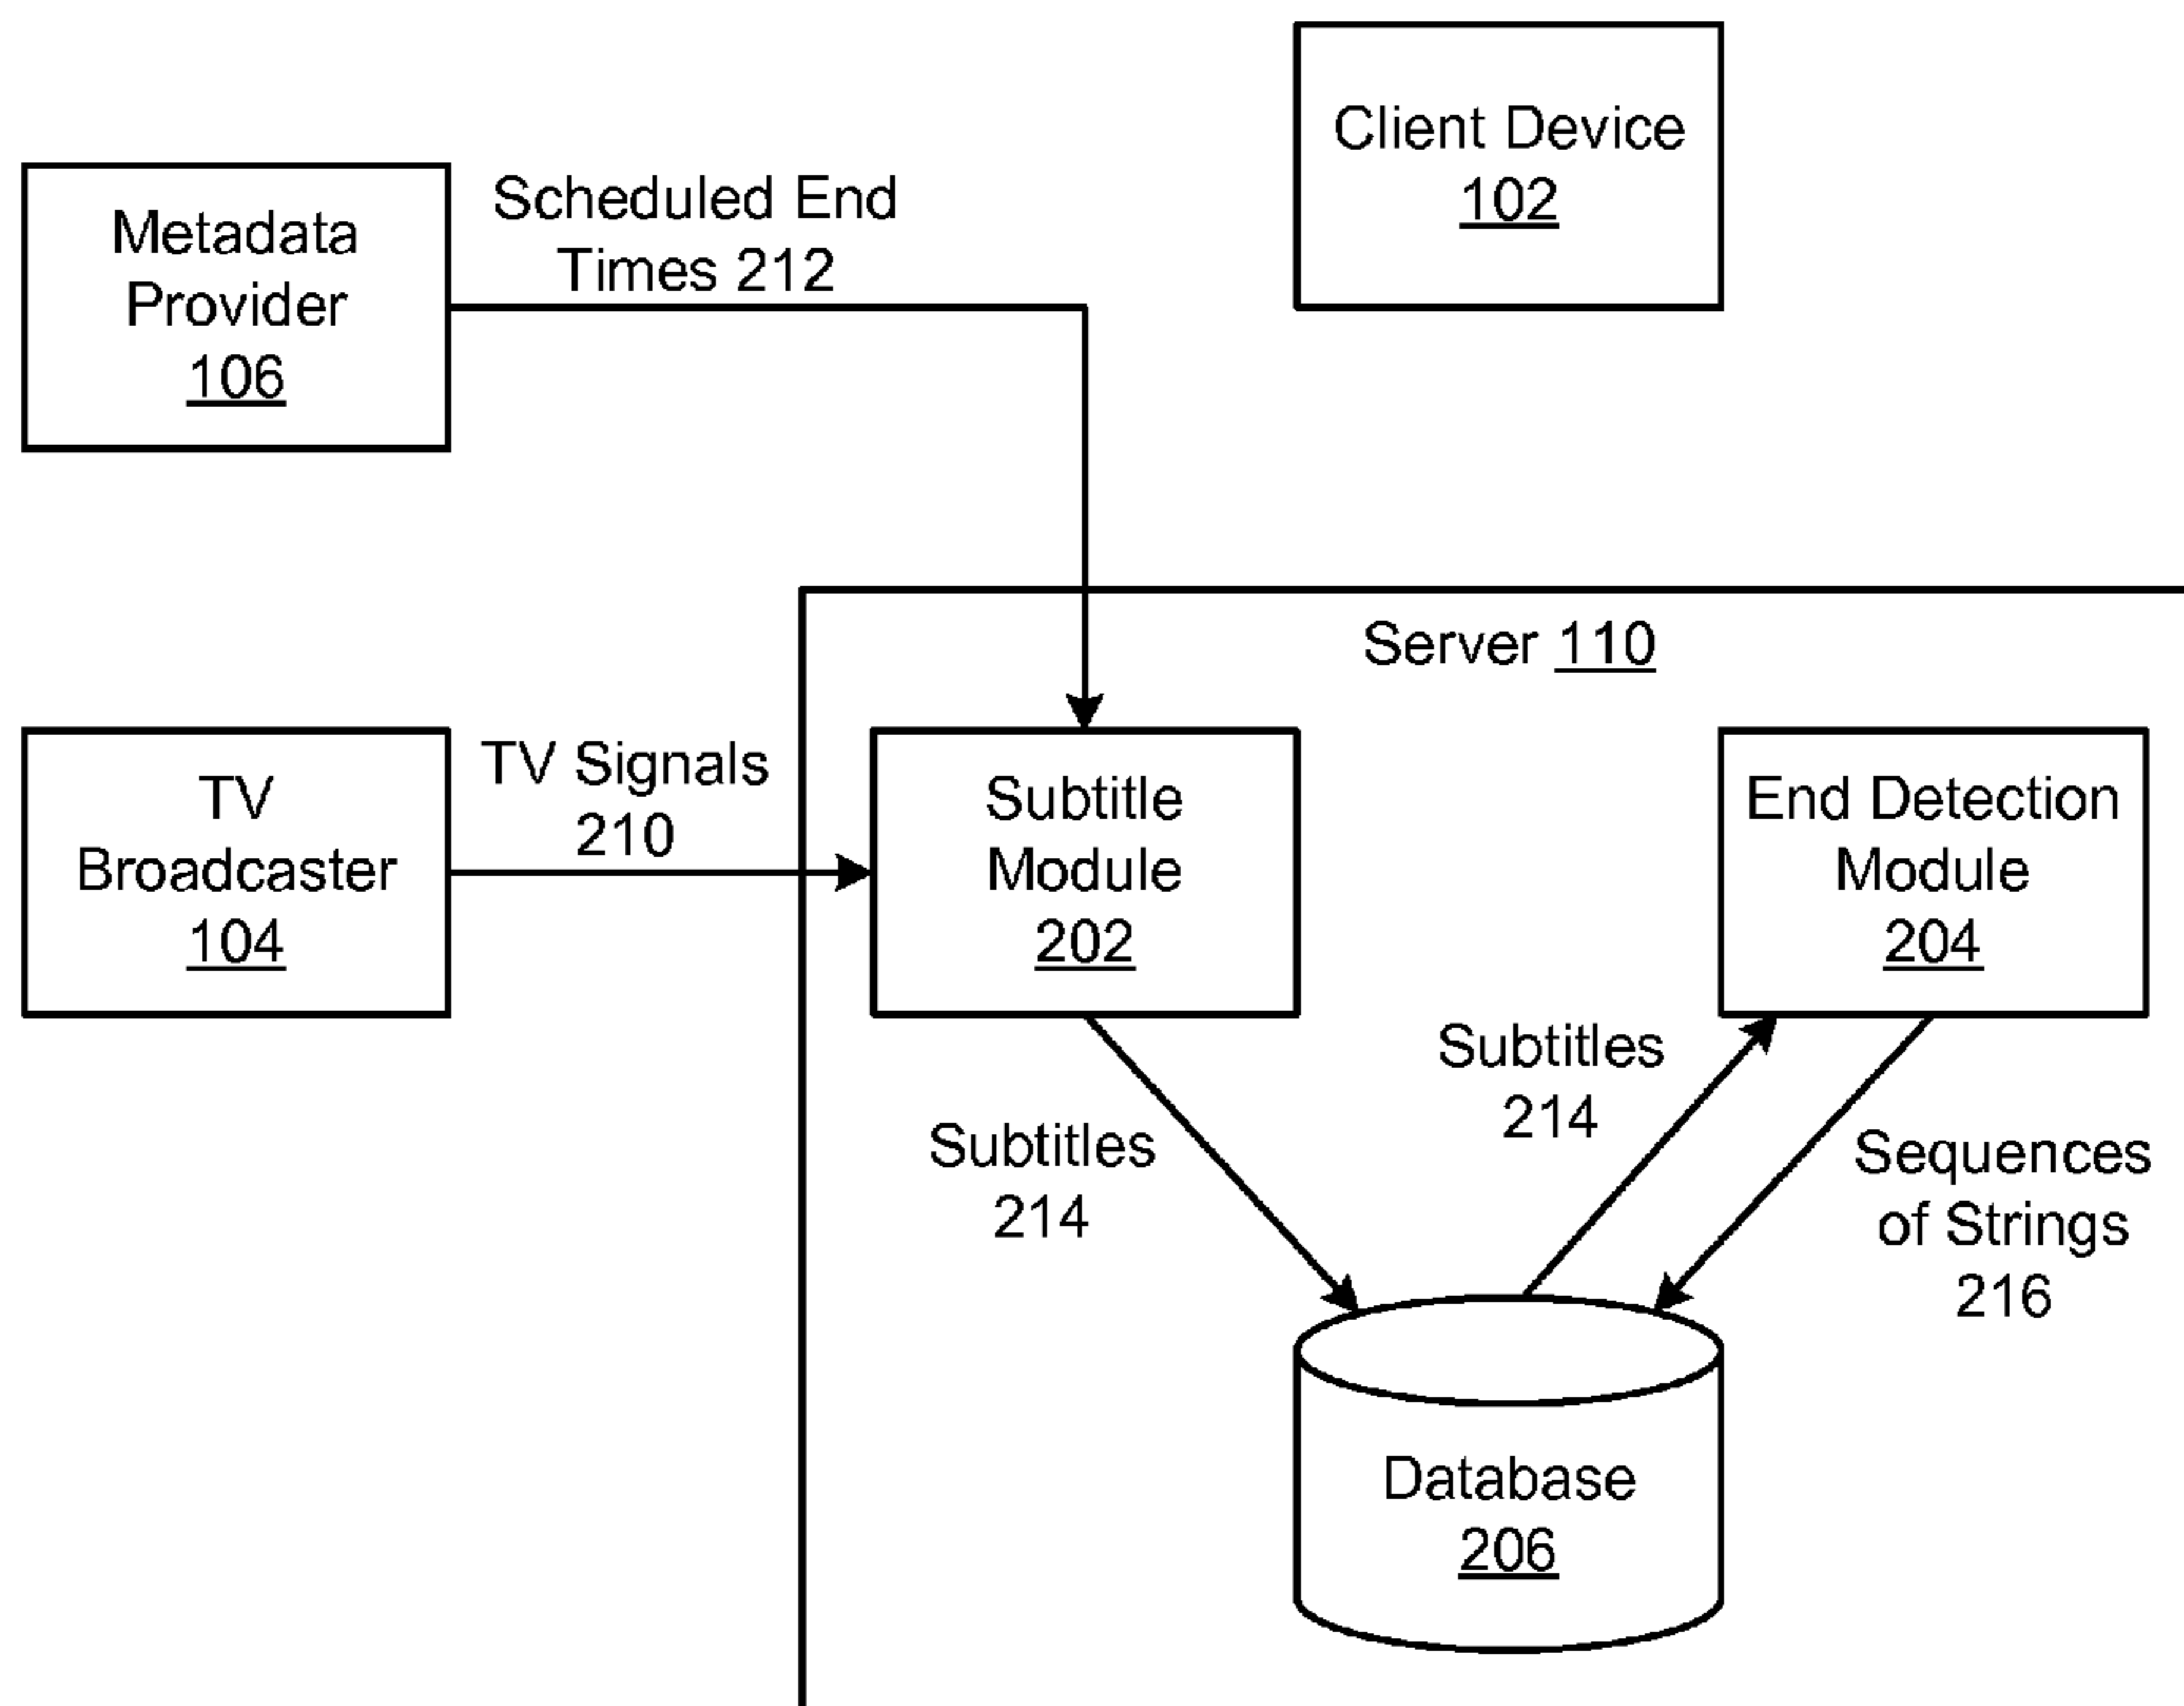 Client Device
102
Metadata
Provider
106
Scheduled End
Times 212
Server 110
TV
Broadcaster
104
TV Signals
210
Subtitle
Module
202
End Detection
Module
204
Subtitles
214
Subtitles
214
Sequences
of Strings
216
Database
206